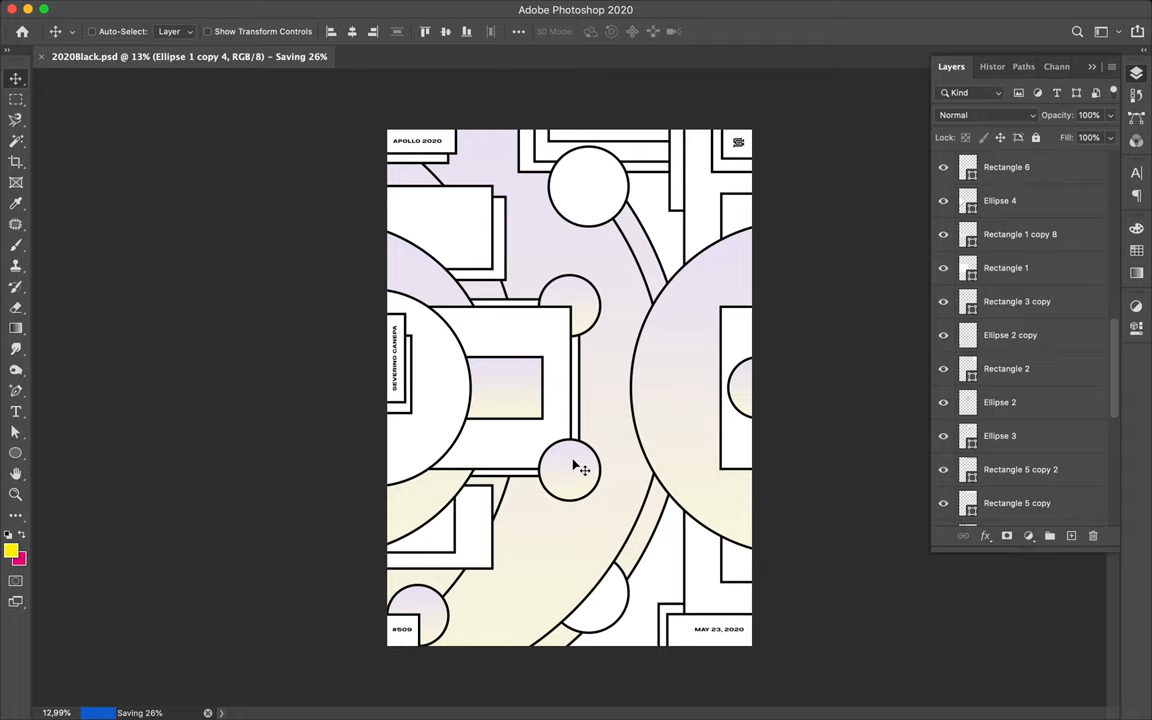 Adobe Photoshop 2020
Auto-Select:
Layer
Show Transform Controls
3D Mode:
2020Black.psd @ 13% (Ellipse 1 copy 4, RGB/8) – Saving 26%
Layers
Histor
Paths
Chann
Kind
Normal
Opacity: 100%
Lock:
Fill: 100%
Rectangle 6
Ellipse 4
Rectangle 1 copy 8
Rectangle 1
Rectangle 3 copy
Ellipse 2 copy
Rectangle 2
Ellipse 2
Ellipse 3
Rectangle 5 copy 2
Rectangle 5 copy
APOLLO 2020
SEVERINO CANEPA
#509
MAY 23, 2020
12,99%
Saving 26%